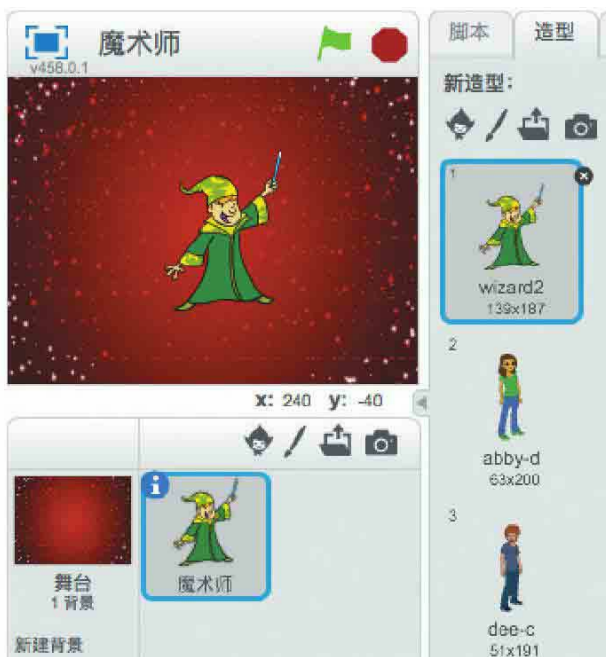 魔术师
v458.0.1
脚本 造型
新造型：
1
wizard2
139x187
2
abby-d
63x200
3
dee-c
51x191
x: 240 y: -40
舞台
1 背景
新建背景
魔术师